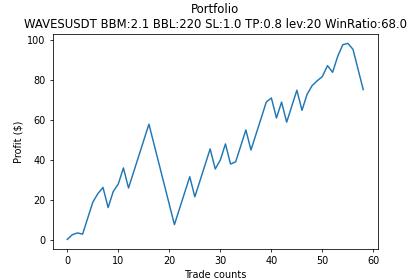 Portfolio
WAVESUSDT BBM:2.1 BBL:220 SL:1.0 TP:0.8 lev:20 WinRatio:68.0
100
80
60
40
20
0
Profit ($)
0 10 20 30 40 50 60
Trade counts